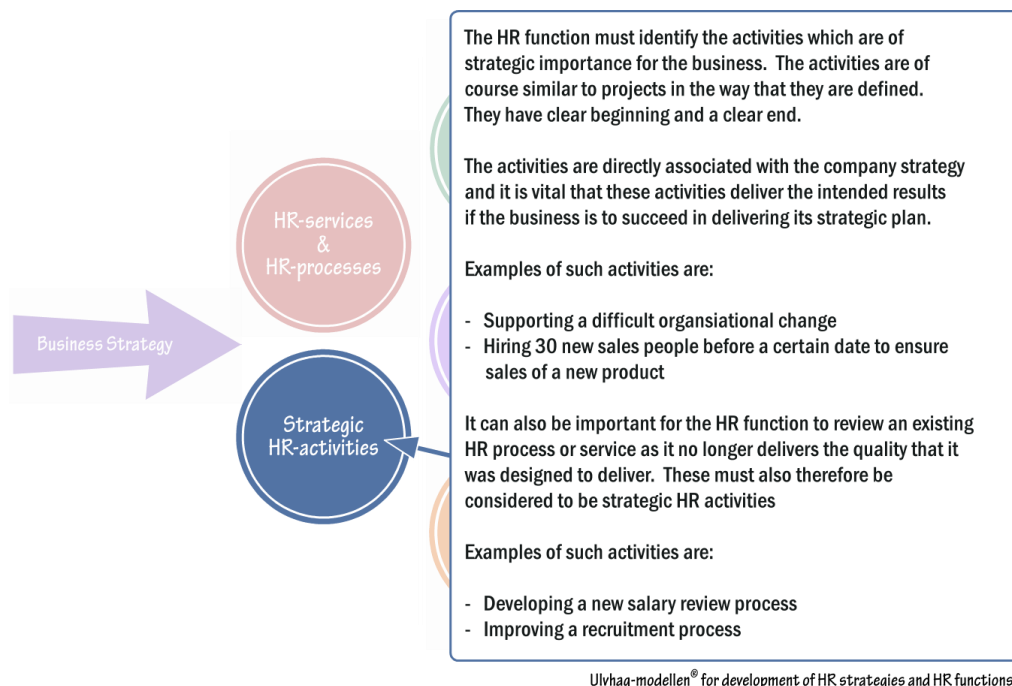 The HR function must identify the activities which are of
strategic importance for the business. The activities are of
course similar to projects in the way that they are defined.
They have clear beginning and a clear end.
The activities are directly associated with the company strategy
and it is vital that these activities deliver the intended results
if the business is to succeed in delivering its strategic plan.
Examples of such activities are:
- Supporting a difficult organsiational change
- Hiring 30 new sales people before a certain date to ensure
sales of a new product
It can also be important for the HR function to review an existing
HR process or service as it no longer delivers the quality that it
was designed to deliver. These must also therefore be
considered to be strategic HR activities
Examples of such activities are:
- Developing a new salary review process
- Improving a recruitment process
HR-services
&
HR-processes
Business Strategy
Strategic
HR-activities
Ulvhaa-modellen® for development of HR strategies and HR functions